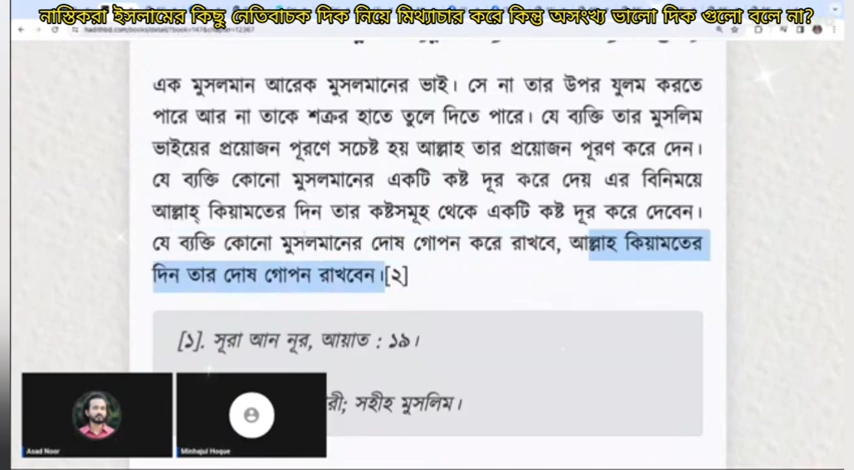 নাস্তিকরা ইসলামের কিছু নেতিবাচক দিক নিয়ে মিথ্যাচার করে কিন্তু অসংখ্য ভালো দিক গুলো বলে না?
এক মুসলমান আরেক মুসলমানের ভাই। সে না তার উপর যুলম করতে
পারে আর না তাকে শত্রুর হাতে তুলে দিতে পারে। যে ব্যক্তি তার মুসলিম
ভাইয়ের প্রয়োজন পূরণে সচেষ্ট হয় আল্লাহ তার প্রয়োজন পূরণ করে দেন।
যে ব্যক্তি কোনো মুসলমানের একটি কষ্ট দূর করে দেয় এর বিনিময়ে
আল্লাহ্ কিয়ামতের দিন তার কষ্টসমূহ থেকে একটি কষ্ট দূর করে দেবেন।
যে ব্যক্তি কোনো মুসলমানের দোষ গোপন করে রাখবে, আল্লাহ কিয়ামতের
দিন তার দোষ গোপন রাখবেন।[২]
[১]. সূরা আন নূর, আয়াত : ১৯।
রী; সহীহ মুসলিম।
Asad Noor
Minhajul Hoque